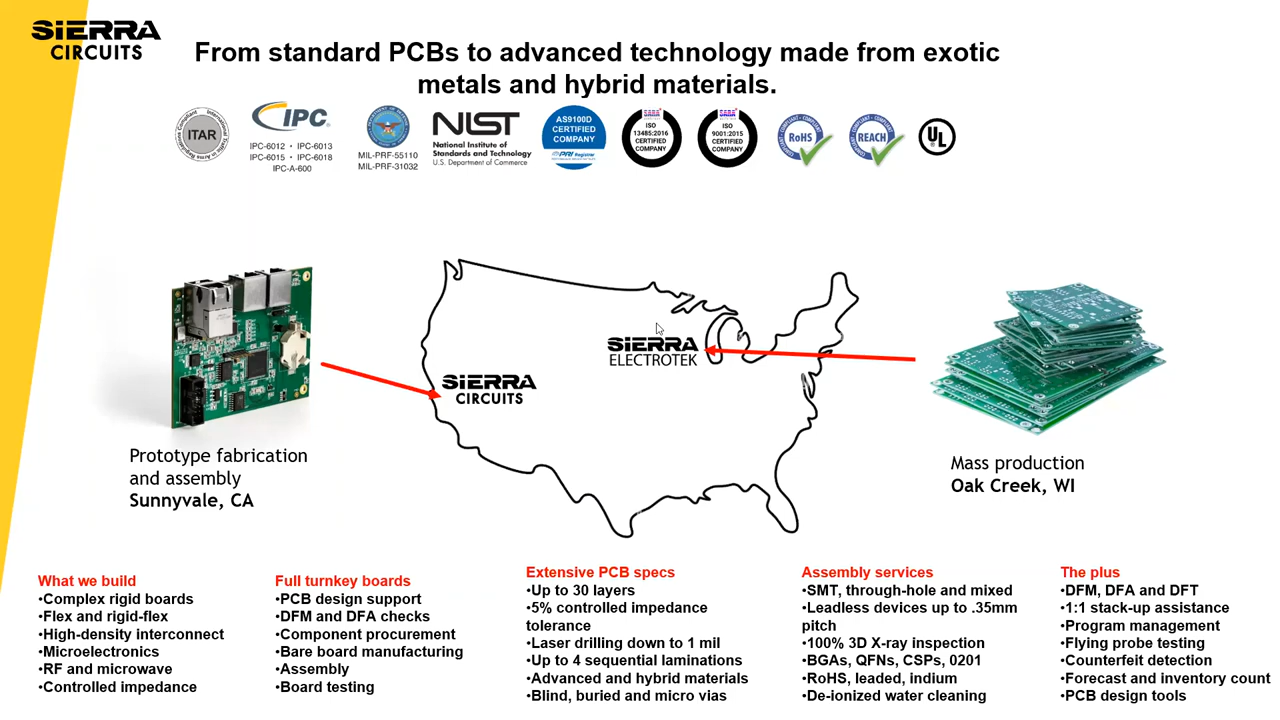 SIERRA
CIRCUITS
From standard PCBs to advanced technology made from exotic
metals and hybrid materials.
ITAR
IPC
IPC-6012 • IPC-6013
IPC-6015 • IPC-6018
IPC-A-600
MIL-PRF-55110
MIL-PRF-31032
NIST
National Institute of
Standards and Technology
U.S. Department of Commerce
AS9100D
CERTIFIED
COMPANY
PRI Registrar
ISO
13485:2016
CERTIFIED
COMPANY
ISO
9001:2015
CERTIFIED
COMPANY
RoHS
REACH
UL
SIERRA
ELECTROTEK
SIERRA
CIRCUITS
Prototype fabrication
and assembly
Sunnyvale, CA
Mass production
Oak Creek, WI
What we build
•Complex rigid boards
•Flex and rigid-flex
•High-density interconnect
•Microelectronics
•RF and microwave
•Controlled impedance
Full turnkey boards
•PCB design support
•DFM and DFA checks
•Component procurement
•Bare board manufacturing
•Assembly
•Board testing
Extensive PCB specs
•Up to 30 layers
•5% controlled impedance
tolerance
•Laser drilling down to 1 mil
•Up to 4 sequential laminations
•Advanced and hybrid materials
•Blind, buried and micro vias
Assembly services
•SMT, through-hole and mixed
•Leadless devices up to .35mm
pitch
•100% 3D X-ray inspection
•BGAs, QFNs, CSPs, 0201
•RoHS, leaded, indium
•De-ionized water cleaning
The plus
•DFM, DFA and DFT
•1:1 stack-up assistance
•Program management
•Flying probe testing
•Counterfeit detection
•Forecast and inventory count
•PCB design tools